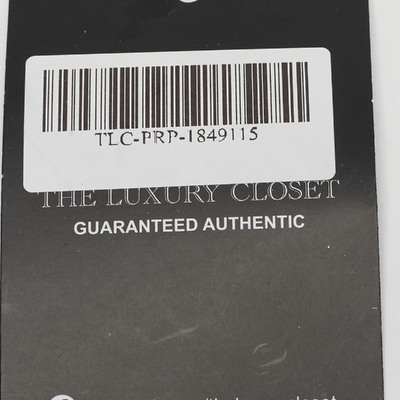 TLC-PRP-1849115
THE LUXURY CLOSET
GUARANTEED AUTHENTIC